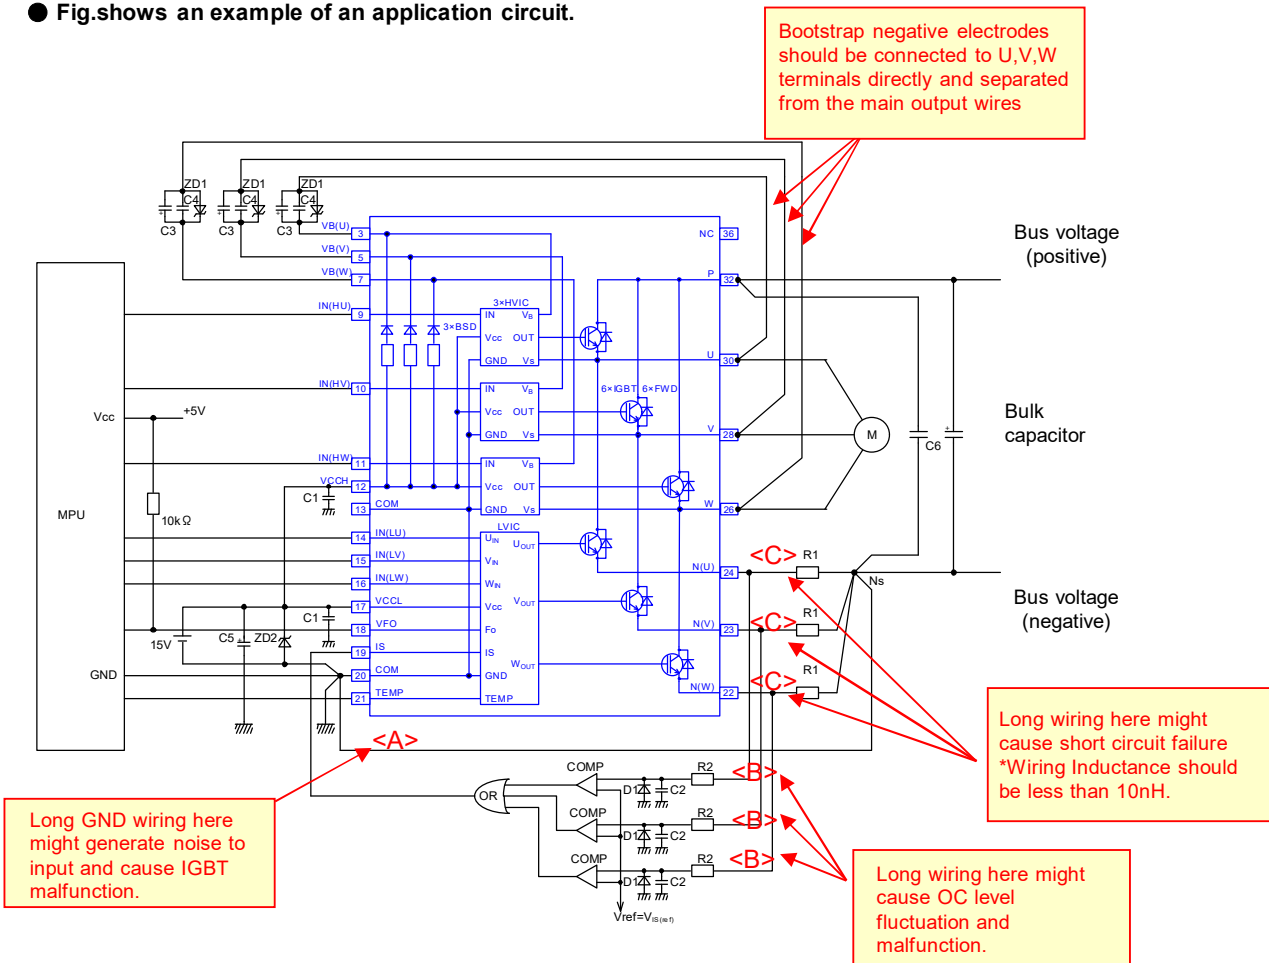 ● Fig.shows an example of an application circuit.
Bootstrap negative electrodes
should be connected to U,V,W
terminals directly and separated
from the main output wires
ZD1
C4
C3
ZD1
C4
C3
ZD1
C4
C3
VB(U)
3
VB(V)
5
VB(W)
7
NC
36
P
32
Bus voltage
(positive)
IN(HU)
9
3×HVIC
IN
VB
3×BSD
Vcc
OUT
GND
Vs
U
30
IN(HV)
10
IN
VB
6×IGBT
6×FWD
Vcc
OUT
GND
Vs
V
28
M
C6
Bulk
capacitor
Vcc
+5V
IN(HW)
11
IN
VB
VCCH
12
Vcc
OUT
C1
COM
13
GND
Vs
W
26
MPU
10kΩ
LVIC
IN(LU)
14
UIN
UOUT
IN(LV)
15
VIN
IN(LW)
16
WIN
N(U)
24
<C>
R1
Ns
VCCL
17
Vcc
VOUT
C1
VFO
18
Fo
N(V)
23
<C>
R1
Bus voltage
(negative)
15V
C5
ZD2
IS
19
IS
WOUT
GND
COM
20
GND
TEMP
21
TEMP
N(W)
22
<C>
R1
Long wiring here might
cause short circuit failure
*Wiring Inductance should
be less than 10nH.
<A>
COMP
R2
<B>
D1
C2
OR
COMP
R2
<B>
D1
C2
COMP
R2
<B>
D1
C2
Vref=VIS(ref)
Long GND wiring here
might generate noise to
input and cause IGBT
malfunction.
Long wiring here might
cause OC level
fluctuation and
malfunction.